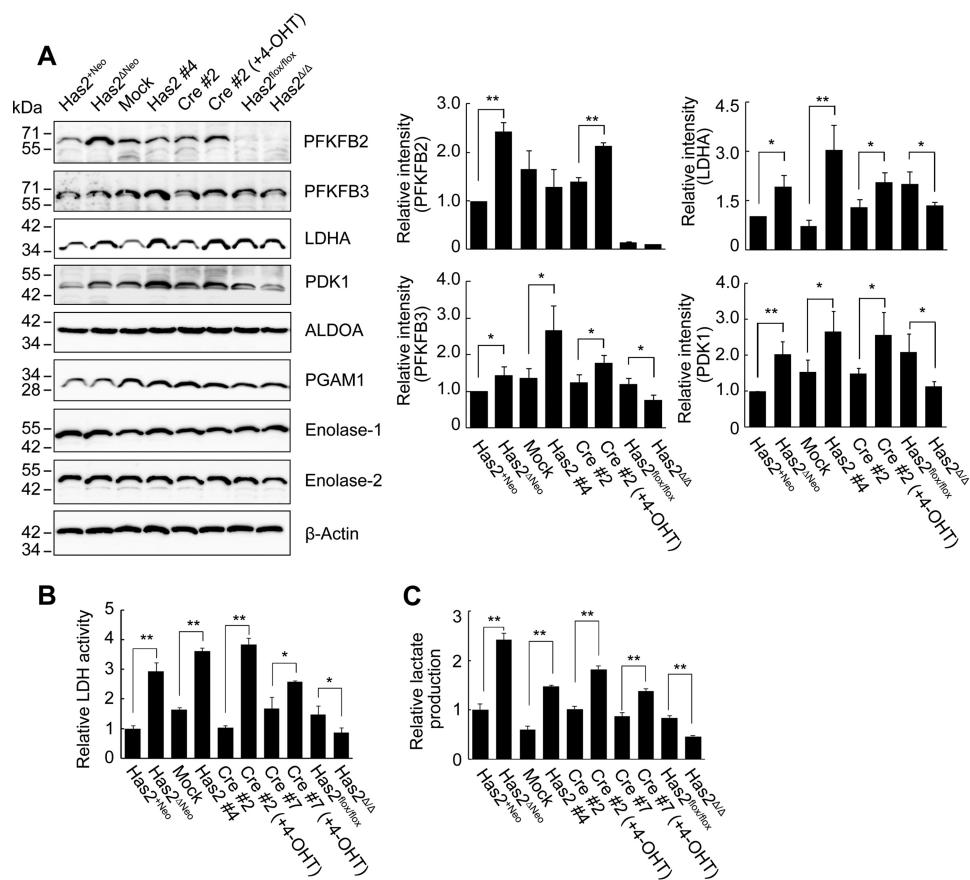 A
kDa
Has2+Neo
Has2ΔNeo
Mock
Has2 #4
Cre #2
Cre #2 (+4-OHT)
Has2flox/flox
Has2Δ/Δ
71
55
PFKFB2
71
55
PFKFB3
42
34
LDHA
55
42
PDK1
42
34
ALDOA
34
28
PGAM1
55
42
Enolase-1
55
42
Enolase-2
42
34
β-Actin
Relative intensity
(PFKFB2)
3.0
2.0
1.0
0
**
**
Relative intensity
(LDHA)
4.5
3.0
1.5
0
*
**
*
*
Relative intensity
(PFKFB3)
4.0
3.0
2.0
1.0
0
*
*
*
*
Has2+Neo
Has2ΔNeo
Mock
Has2 #4
Cre #2
Cre #2 (+4-OHT)
Has2flox/flox
Has2Δ/Δ
Relative intensity
(PDK1)
4.0
3.0
2.0
1.0
0
**
*
*
*
Has2+Neo
Has2ΔNeo
Mock
Has2 #4
Cre #2
Cre #2 (+4-OHT)
Has2flox/flox
Has2Δ/Δ
B
Relative LDH activity
5
4
3
2
1
0
**
**
**
*
*
Has2+Neo
Has2ΔNeo
Mock
Has2 #4
Cre #2
Cre #2 (+4-OHT)
Cre #7
Cre #7 (+4-OHT)
Has2flox/flox
Has2Δ/Δ
C
Relative lactate
production
3
2
1
0
**
**
**
**
**
Has2+Neo
Has2ΔNeo
Mock
Has2 #4
Cre #2
Cre #2 (+4-OHT)
Cre #7
Cre #7 (+4-OHT)
Has2flox/flox
Has2Δ/Δ